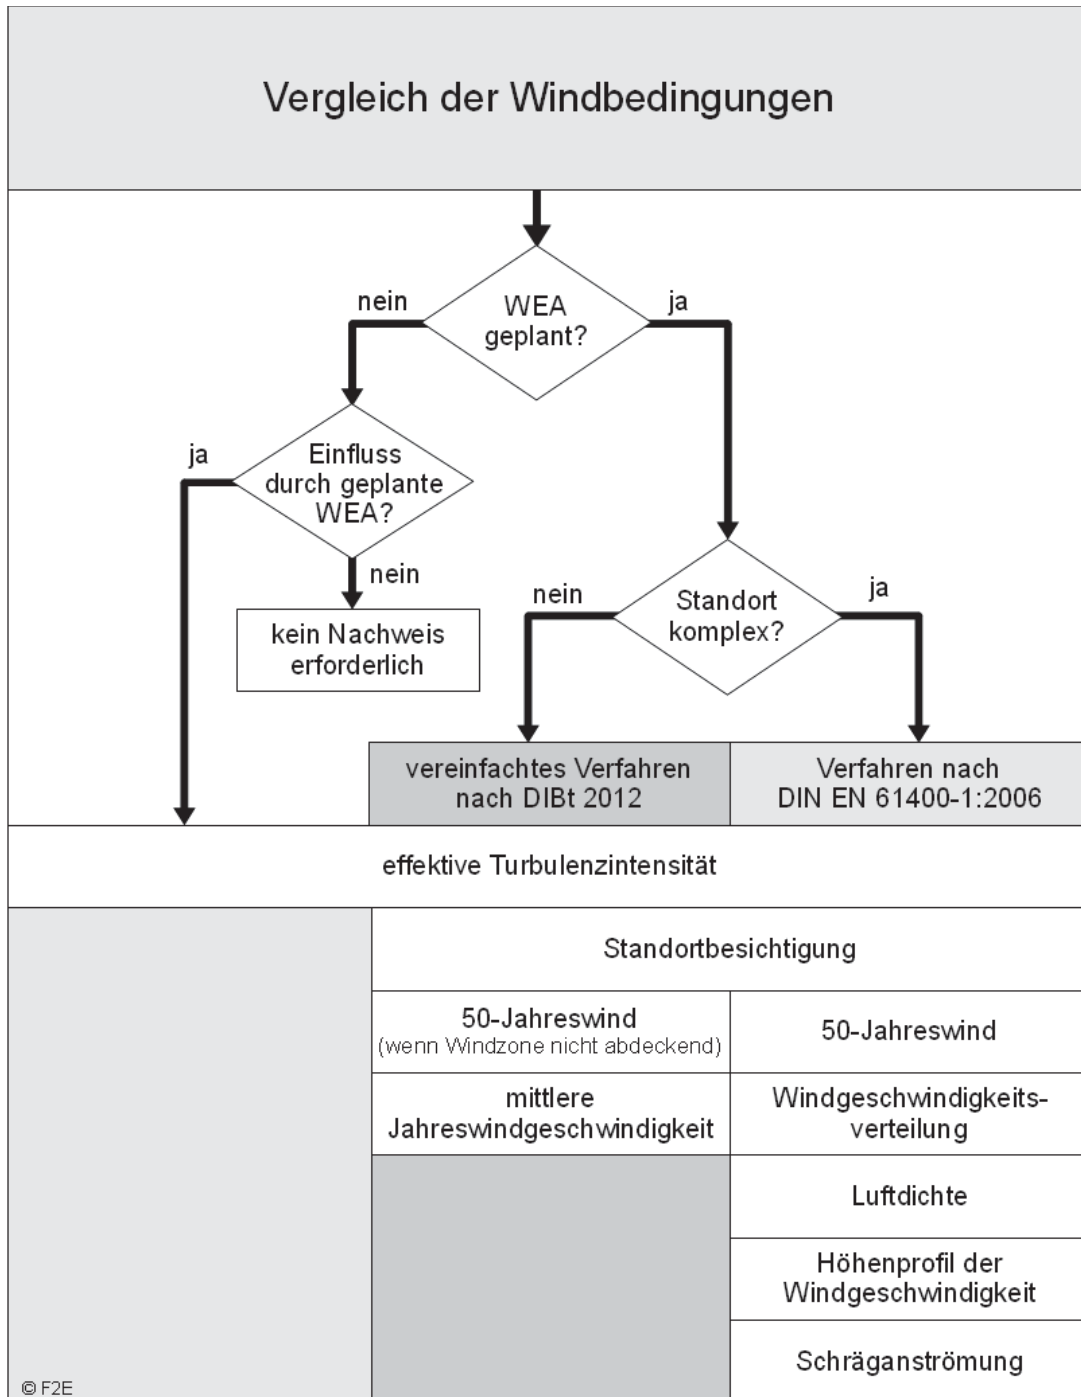 Vergleich der Windbedingungen
nein
WEA
geplant?
ja
ja
Einfluss
durch geplante
WEA?
nein
kein Nachweis
erforderlich
nein
Standort
komplex?
ja
vereinfachtes Verfahren
nach DIBt 2012
Verfahren nach
DIN EN 61400-1:2006
effektive Turbulenzintensität
Standortbesichtigung
50-Jahreswind
(wenn Windzone nicht abdeckend)
50-Jahreswind
mittlere
Jahreswindgeschwindigkeit
Windgeschwindigkeits-
verteilung
Luftdichte
Höhenprofil der
Windgeschwindigkeit
Schräganströmung
© F2E